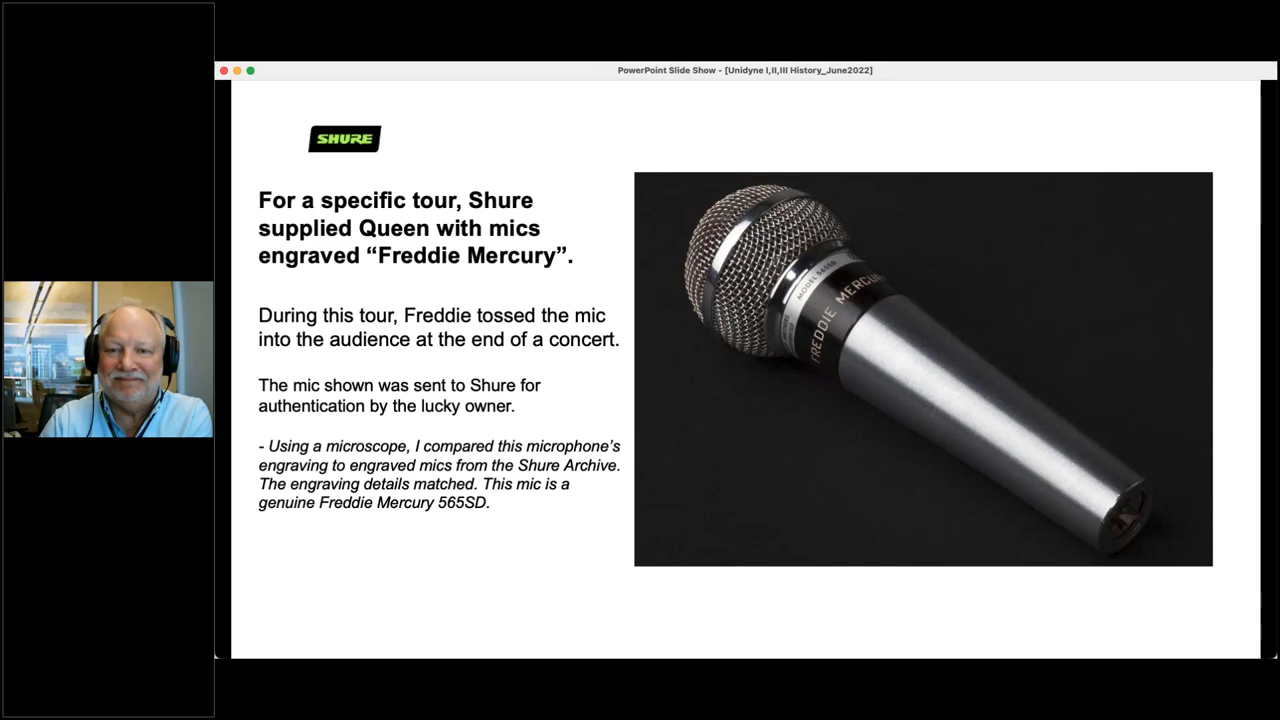 PowerPoint Slide Show - [Unidyne I,II,III History_June2022]
SHURE
For a specific tour, Shure
supplied Queen with mics
engraved “Freddie Mercury”.
During this tour, Freddie tossed the mic
into the audience at the end of a concert.
The mic shown was sent to Shure for
authentication by the lucky owner.
- Using a microscope, I compared this microphone’s
engraving to engraved mics from the Shure Archive.
The engraving details matched. This mic is a
genuine Freddie Mercury 565SD.
MODEL 565SD
FREDDIE MERCU